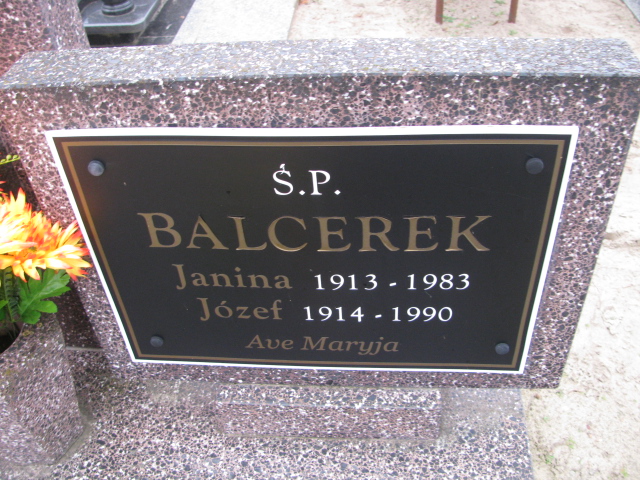 Ś.P.
BALCEREK
Janina 1913 - 1983
Józef 1914 - 1990
Ave Maryja